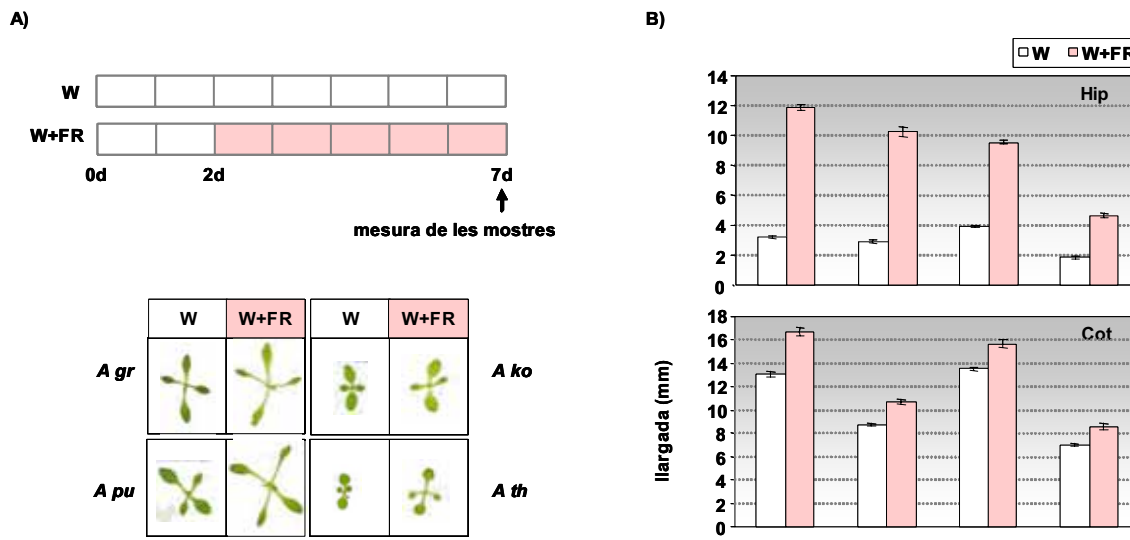 A)
W
W+FR
0d 2d 7d
mesura de les mostres
W W+FR W W+FR
A gr A ko
A pu A th
B)
W W+FR
14
12
10
8
6
4
2
0
Hip
18
16
14
12
10
8
6
4
2
0
Cot
llargada (mm)